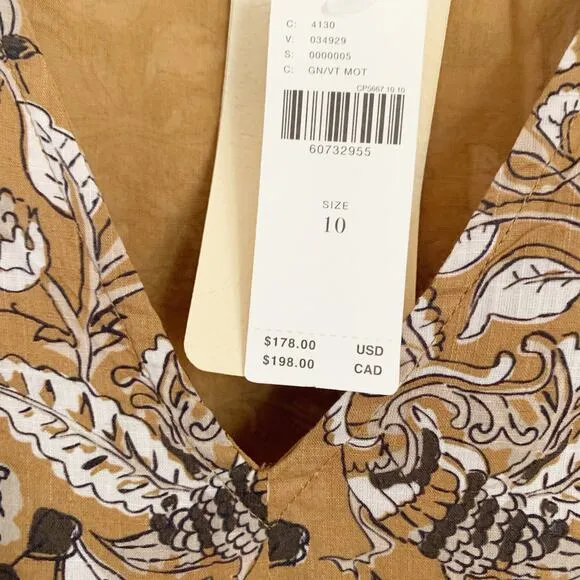 C: 4130
V: 034929
S: 0000005
C: GN/VT MOT
CP5667 10 10
60732955
SIZE
10
$178.00 USD
$198.00 CAD